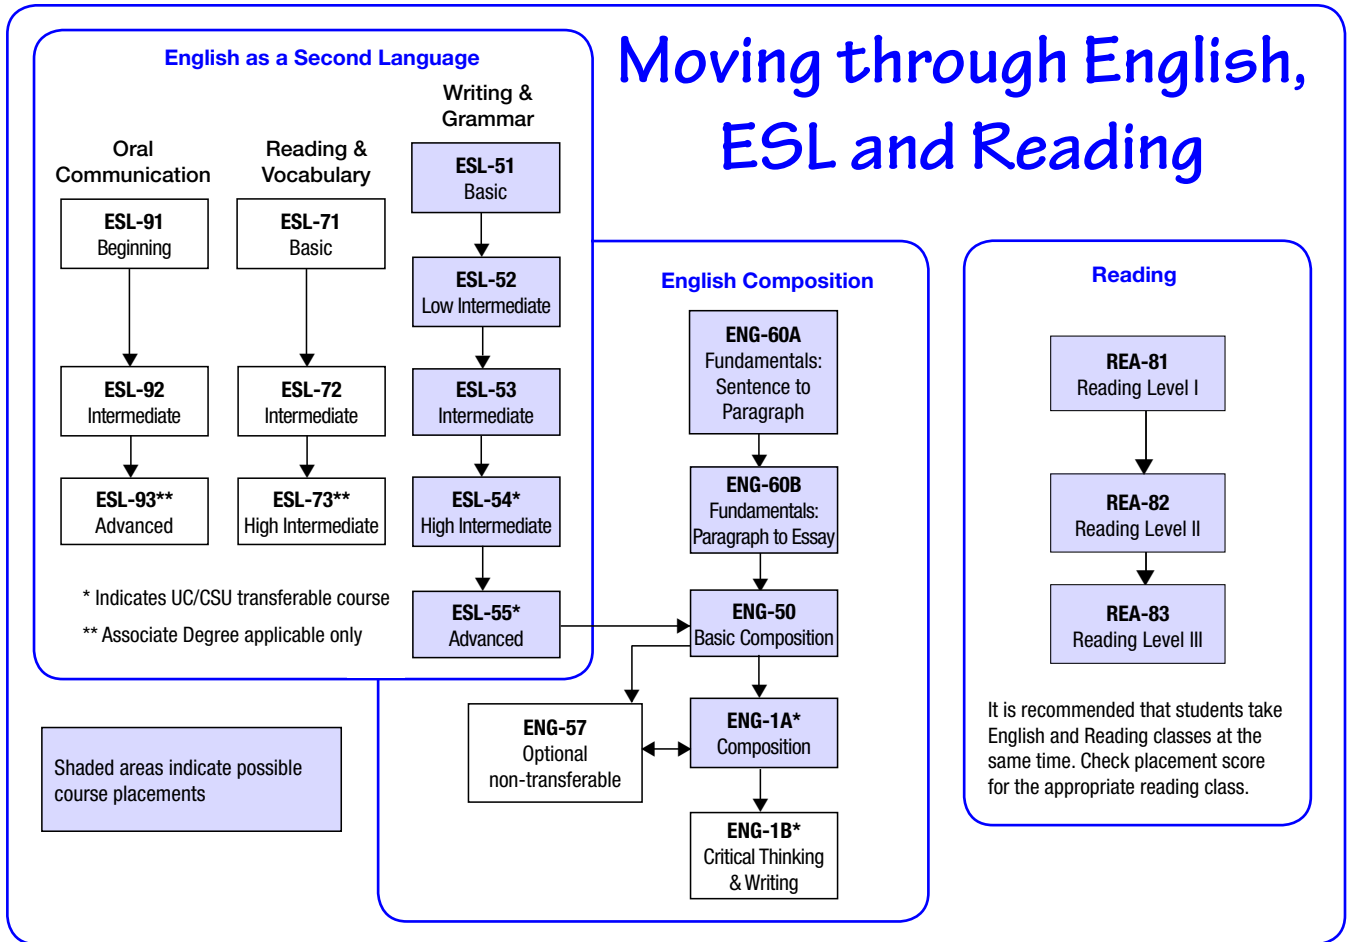 Moving through English,
ESL and Reading
English as a Second Language
Oral
Communication
ESL-91
Beginning
ESL-92
Intermediate
ESL-93**
Advanced
Reading &
Vocabulary
ESL-71
Basic
ESL-72
Intermediate
ESL-73**
High Intermediate
Writing &
Grammar
ESL-51
Basic
ESL-52
Low Intermediate
ESL-53
Intermediate
ESL-54*
High Intermediate
ESL-55*
Advanced
* Indicates UC/CSU transferable course
** Associate Degree applicable only
Shaded areas indicate possible
course placements
English Composition
ENG-60A
Fundamentals:
Sentence to
Paragraph
ENG-60B
Fundamentals:
Paragraph to Essay
ENG-50
Basic Composition
ENG-57
Optional
non-transferable
ENG-1A*
Composition
ENG-1B*
Critical Thinking
& Writing
Reading
REA-81
Reading Level I
REA-82
Reading Level II
REA-83
Reading Level III
It is recommended that students take
English and Reading classes at the
same time. Check placement score
for the appropriate reading class.